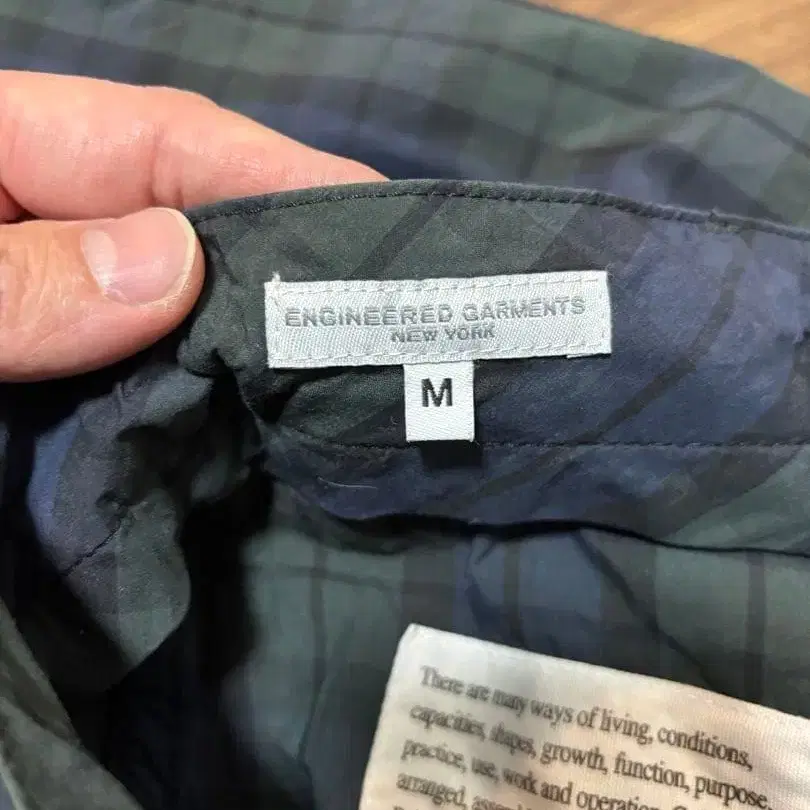 ENGINEERED GARMENTS
NEW YORK
M
There are many ways of living, conditions,
capacities, shapes, growth, function, purpose,
practice, use, work and operation
arranged,